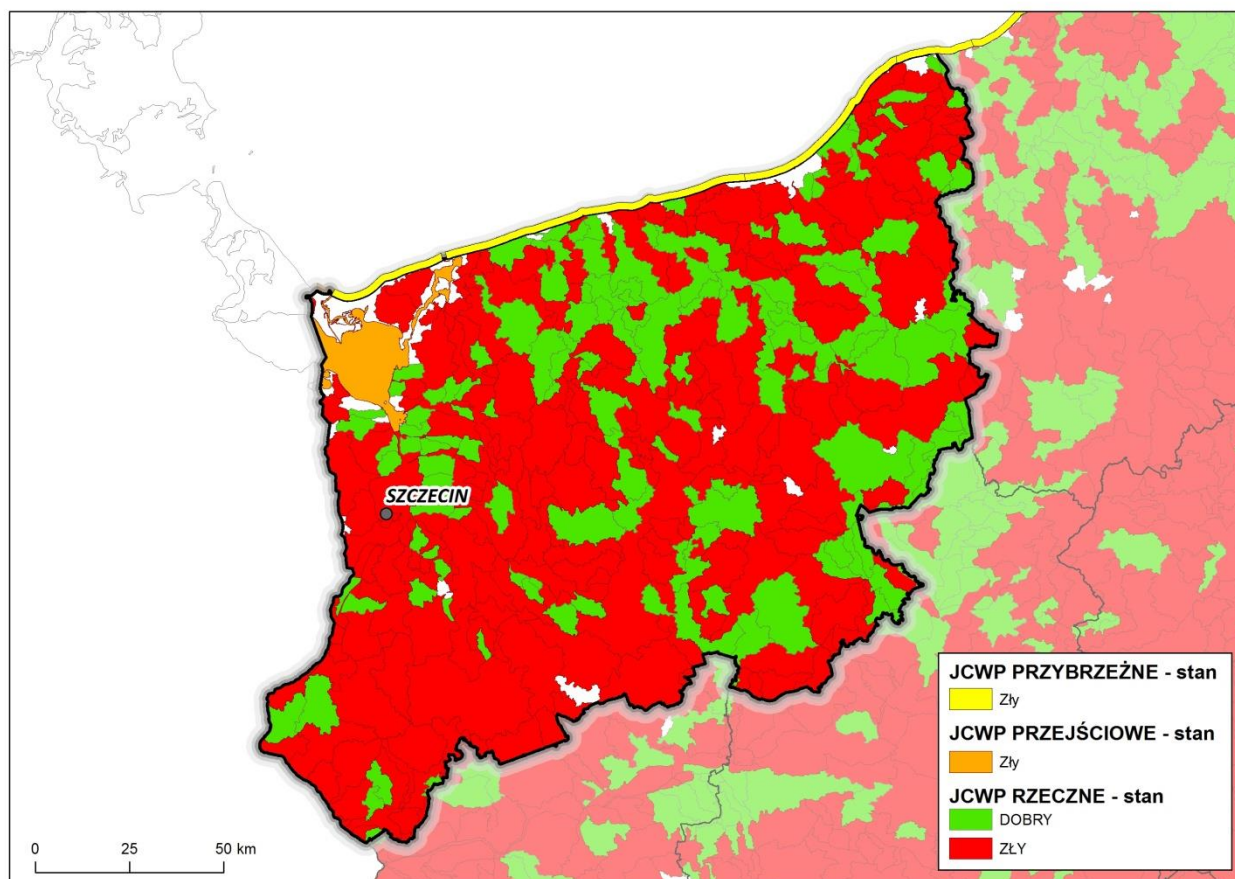 SZCZECIN
JCWP PRZYBRZEŻNE - stan
Zły
JCWP PRZEJŚCIOWE - stan
Zły
JCWP RZECZNE - stan
DOBRY
ZŁY
0 25 50 km